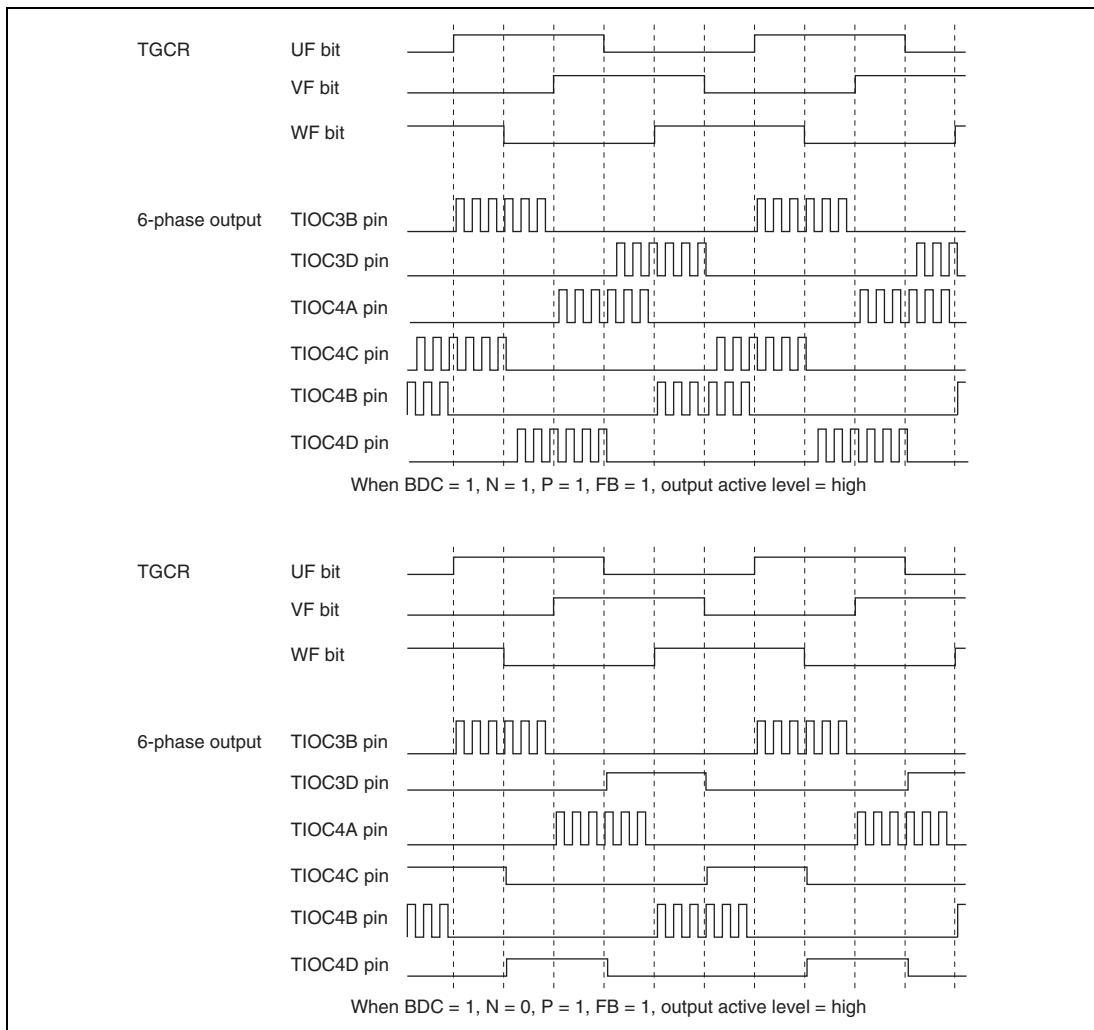 TGCR UF bit
VF bit
WF bit
6-phase output TIOC3B pin
TIOC3D pin
TIOC4A pin
TIOC4C pin
TIOC4B pin
TIOC4D pin
When BDC = 1, N = 1, P = 1, FB = 1, output active level = high
TGCR UF bit
VF bit
WF bit
6-phase output TIOC3B pin
TIOC3D pin
TIOC4A pin
TIOC4C pin
TIOC4B pin
TIOC4D pin
When BDC = 1, N = 0, P = 1, FB = 1, output active level = high